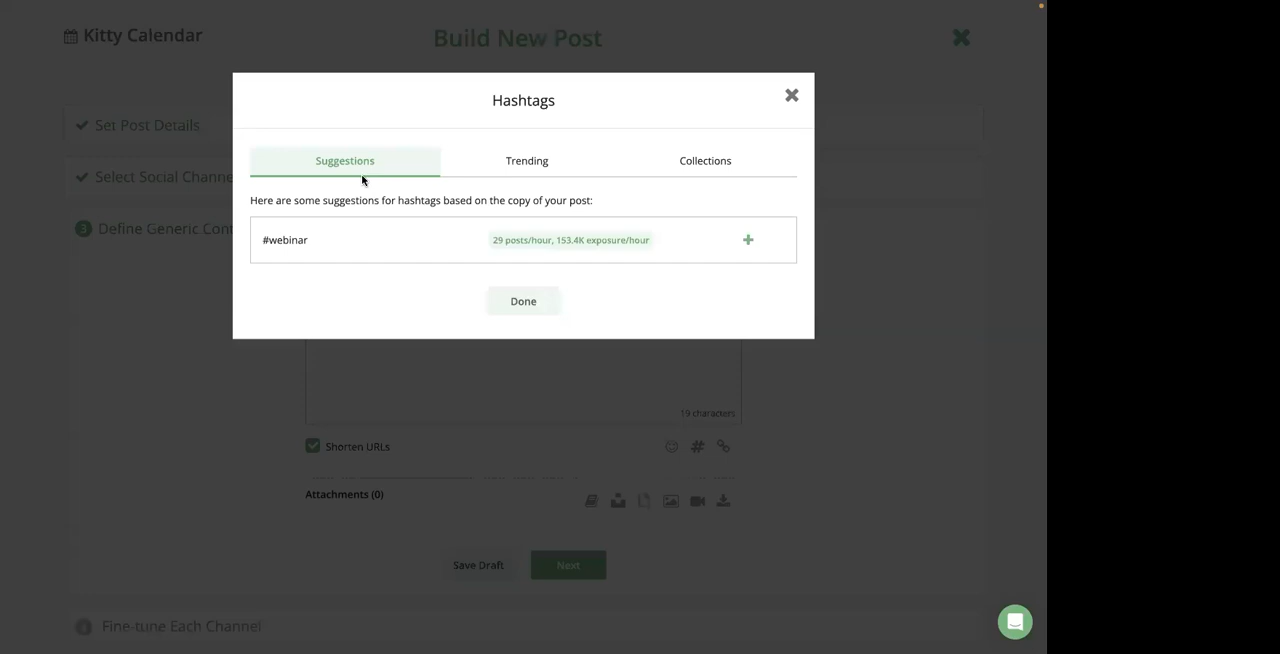 Kitty Calendar
Build New Post
Hashtags
Set Post Details
Suggestions
Trending
Collections
Select Social Channe
Here are some suggestions for hashtags based on the copy of your post:
3 Define Generic Cont
#webinar
29 posts/hour, 153.4K exposure/hour
Done
19 characters
Shorten URLs
Attachments (0)
Save Draft
Next
Fine-tune Each Channel